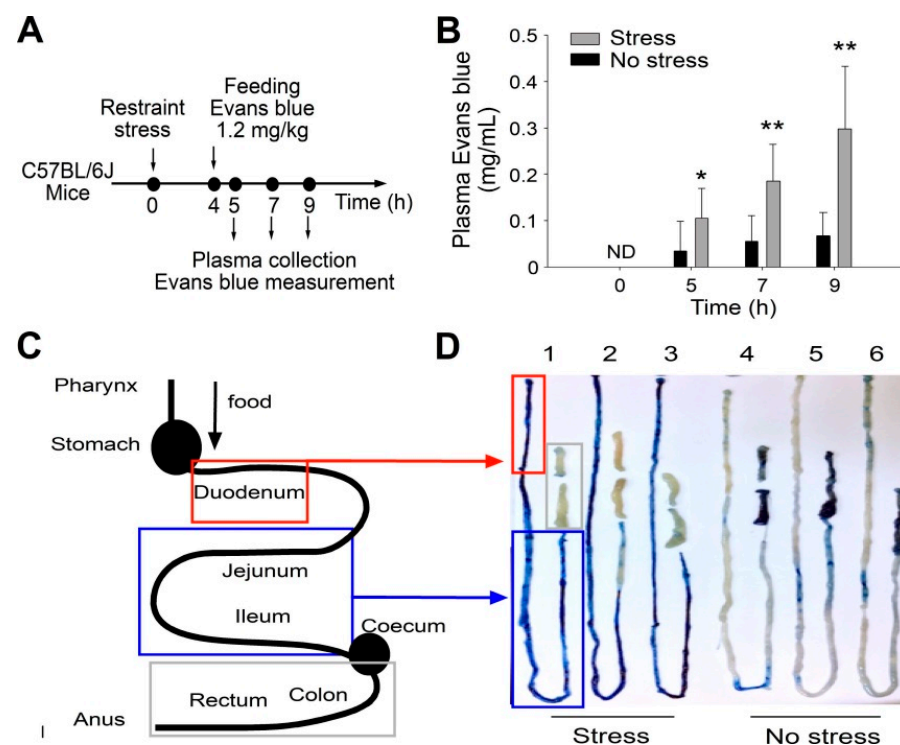 A
Restraint
stress
Feeding
Evans blue
1.2 mg/kg
C57BL/6J
Mice
0 4 5 7 9 Time (h)
Plasma collection
Evans blue measurement
B
Plasma Evans blue
(mg/mL)
0.5
0.4
0.3
0.2
0.1
0
Stress
No stress
ND
*
**
**
0 5 7 9
Time (h)
C
Pharynx
food
Stomach
Duodenum
Jejunum
Ileum
Coecum
Rectum Colon
Anus
D
1 2 3 4 5 6
Stress No stress